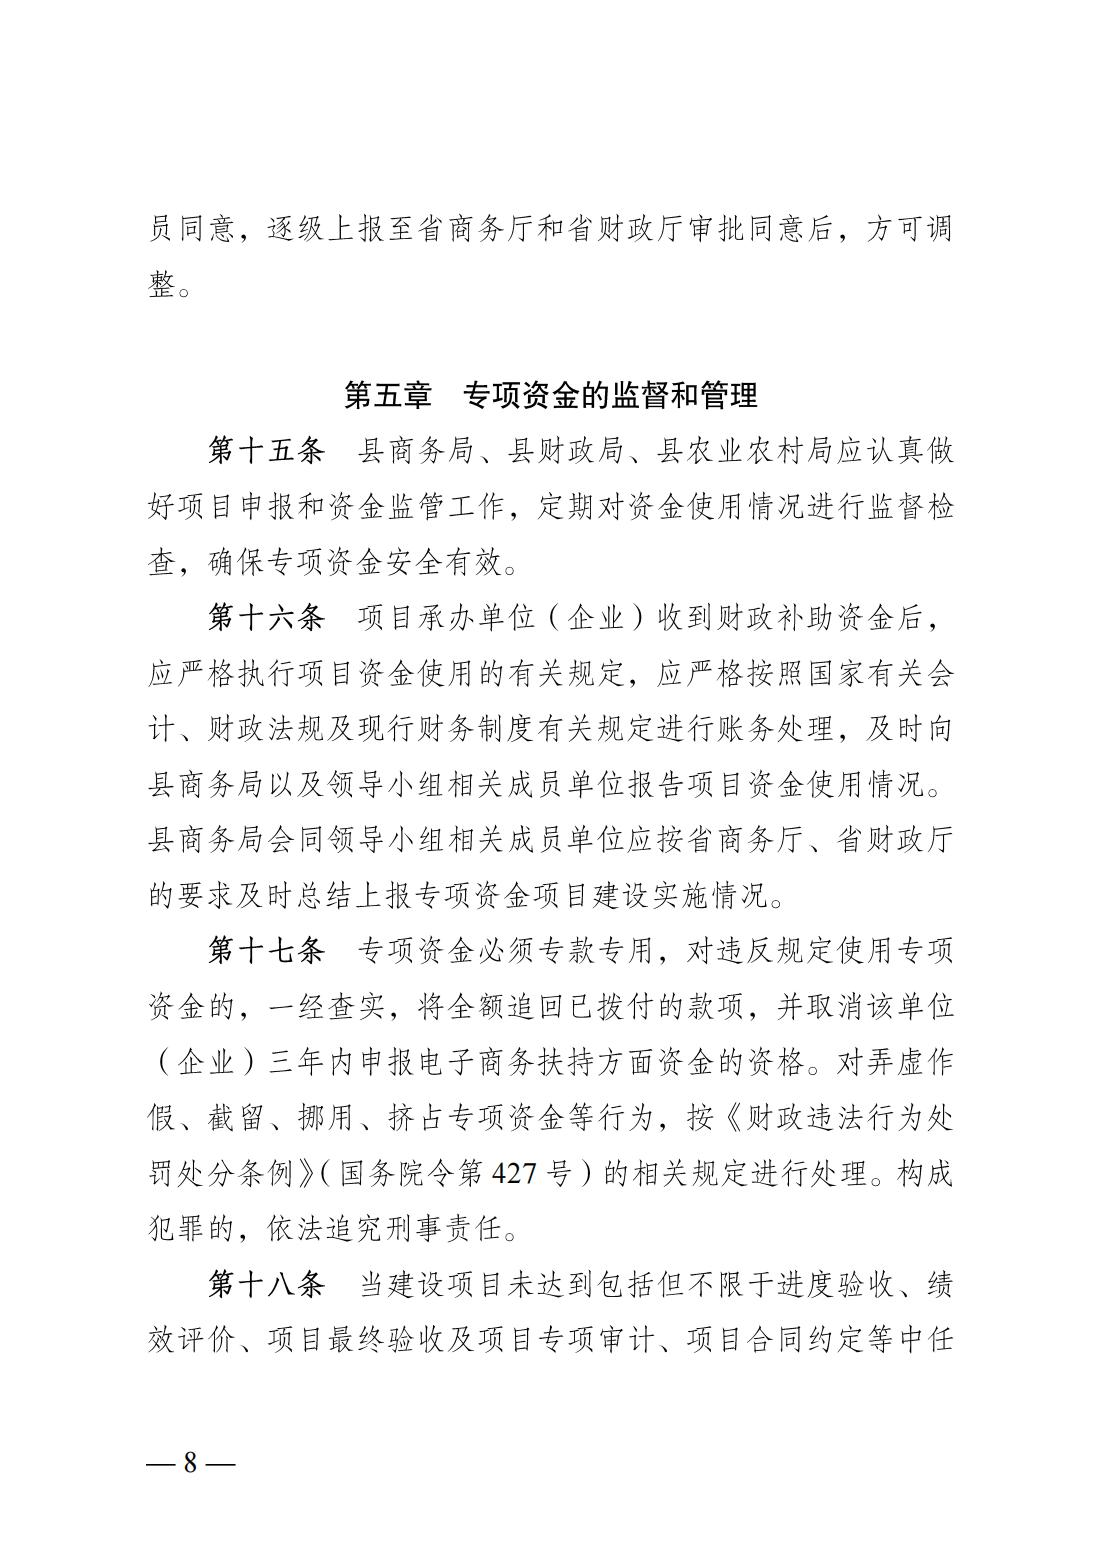 员同意，逐级上报至省商务厅和省财政厅审批同意后，方可调
整。
第五章　专项资金的监督和管理
第十五条　县商务局、县财政局、县农业农村局应认真做
好项目申报和资金监管工作，定期对资金使用情况进行监督检
查，确保专项资金安全有效。
第十六条　项目承办单位（企业）收到财政补助资金后，
应严格执行项目资金使用的有关规定，应严格按照国家有关会
计、财政法规及现行财务制度有关规定进行账务处理，及时向
县商务局以及领导小组相关成员单位报告项目资金使用情况。
县商务局会同领导小组相关成员单位应按省商务厅、省财政厅
的要求及时总结上报专项资金项目建设实施情况。
第十七条　专项资金必须专款专用，对违反规定使用专项
资金的，一经查实，将全额追回已拨付的款项，并取消该单位
（企业）三年内申报电子商务扶持方面资金的资格。对弄虚作
假、截留、挪用、挤占专项资金等行为，按《财政违法行为处
罚处分条例》（国务院令第 427 号）的相关规定进行处理。构成
犯罪的，依法追究刑事责任。
第十八条　当建设项目未达到包括但不限于进度验收、绩
效评价、项目最终验收及项目专项审计、项目合同约定等中任
— 8 —